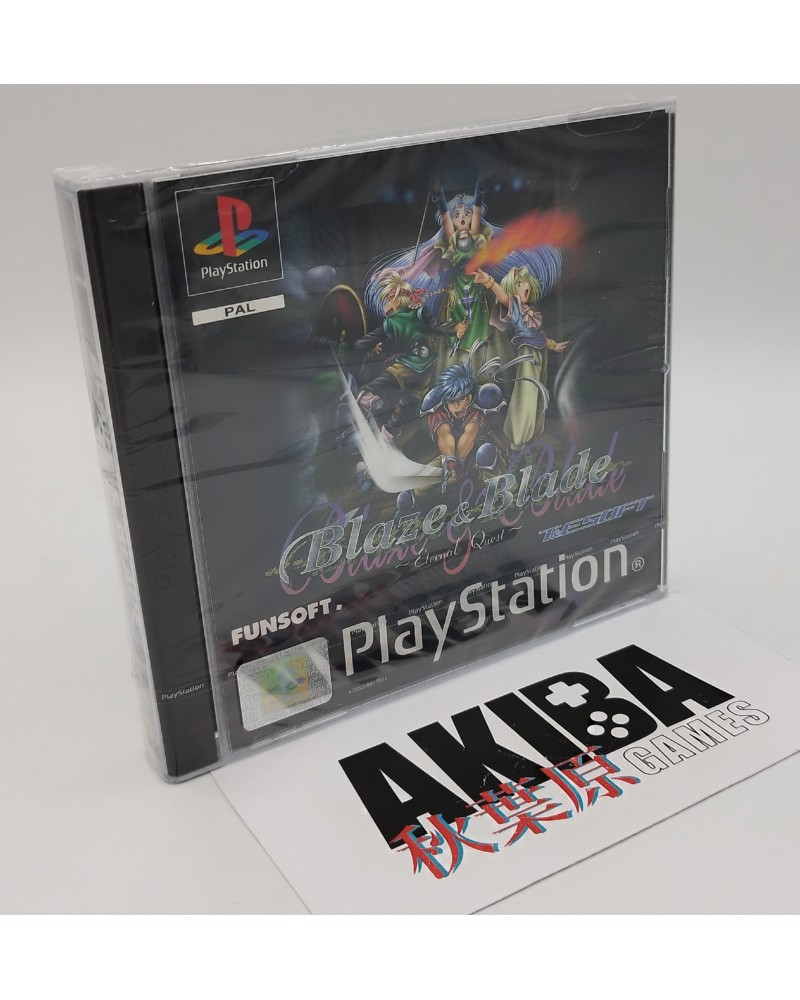 PlayStation
PAL
Blaze & Blade
~ Eternal Quest ~
T&ESOFT
FUNSOFT.
PlayStation®
PlayStation
AKIBA
秋葉原 GAMES